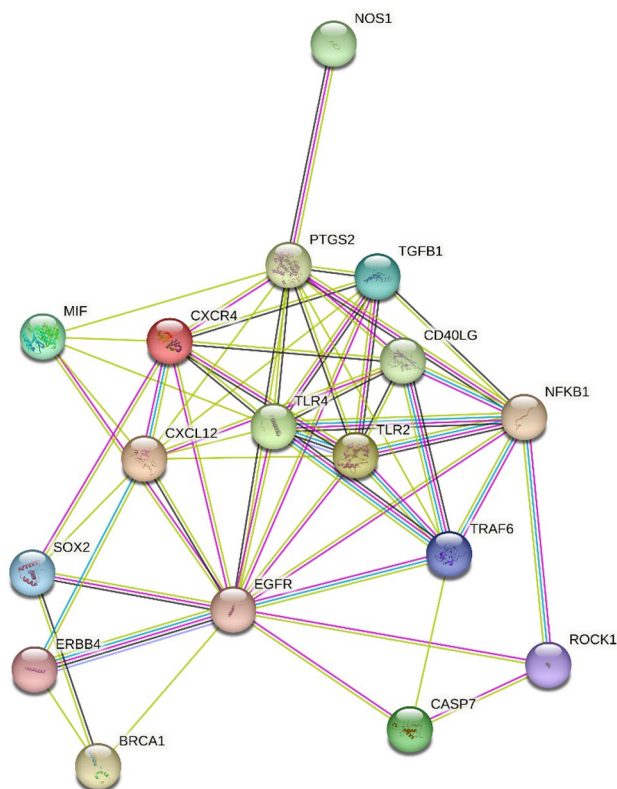 NOS1
PTGS2
TGFB1
MIF
CXCR4
CD40LG
NFKB1
TLR4
CXCL12
TLR2
TRAF6
SOX2
EGFR
ERBB4
ROCK1
CASP7
BRCA1